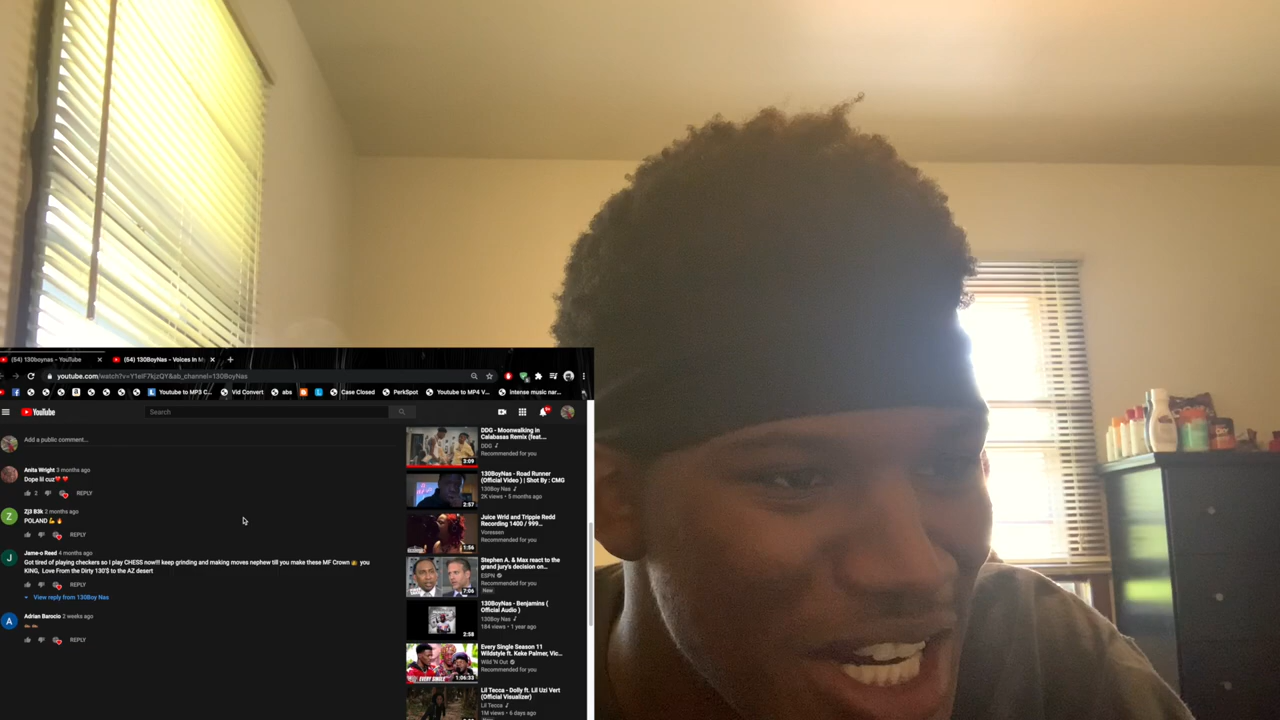 (54) 130boynas - YouTube
(54) 130BoyNas - Voices In M
youtube.com/watch?v=Y1eIF7kjzQY&ab_channel=130BoyNas
Youtube to MP3 C...
Vid Convert
abs
Case Closed
PerkSpot
Youtube to MP4 V...
intense music nar...
YouTube
Search
Add a public comment...
Anita Wright 3 months ago
Dope lil cuz❤️❤️
2 REPLY
Z
Zj3 B3k 2 months ago
POLAND 💪🔥
REPLY
J
Jame-o Reed 4 months ago
Got tired of playing checkers so I play CHESS now!!! keep grinding and making moves nephew till you make these MF Crown 🤴 you
KING, Love From the Dirty 130'$ to the AZ desert
REPLY
View reply from 130Boy Nas
A
Adrian Barocio 2 weeks ago
REPLY
DDG - Moonwalking in
Calabasas Remix (feat...
DDG
Recommended for you
3:09
130BoyNas - Road Runner
(Official Video ) | Shot By : CMG
130Boy Nas
2K views • 5 months ago
2:57
Juice Wrld and Trippie Redd
Recording 1400 / 999...
Recommended for you
1:56
Stephen A. & Max react to the
grand jury's decision on...
ESPN
Recommended for you
New
7:06
130BoyNas - Benjamins (
Official Audio )
130Boy Nas
184 views • 1 year ago
2:58
Every Single Season 11
Wildstyle ft. Keke Palmer, Vic...
Wild 'N Out
Recommended for you
EVERY SINGLE
1:06:33
Lil Tecca - Dolly ft. Lil Uzi Vert
(Official Visualizer)
Lil Tecca
1M views • 6 days ago
New